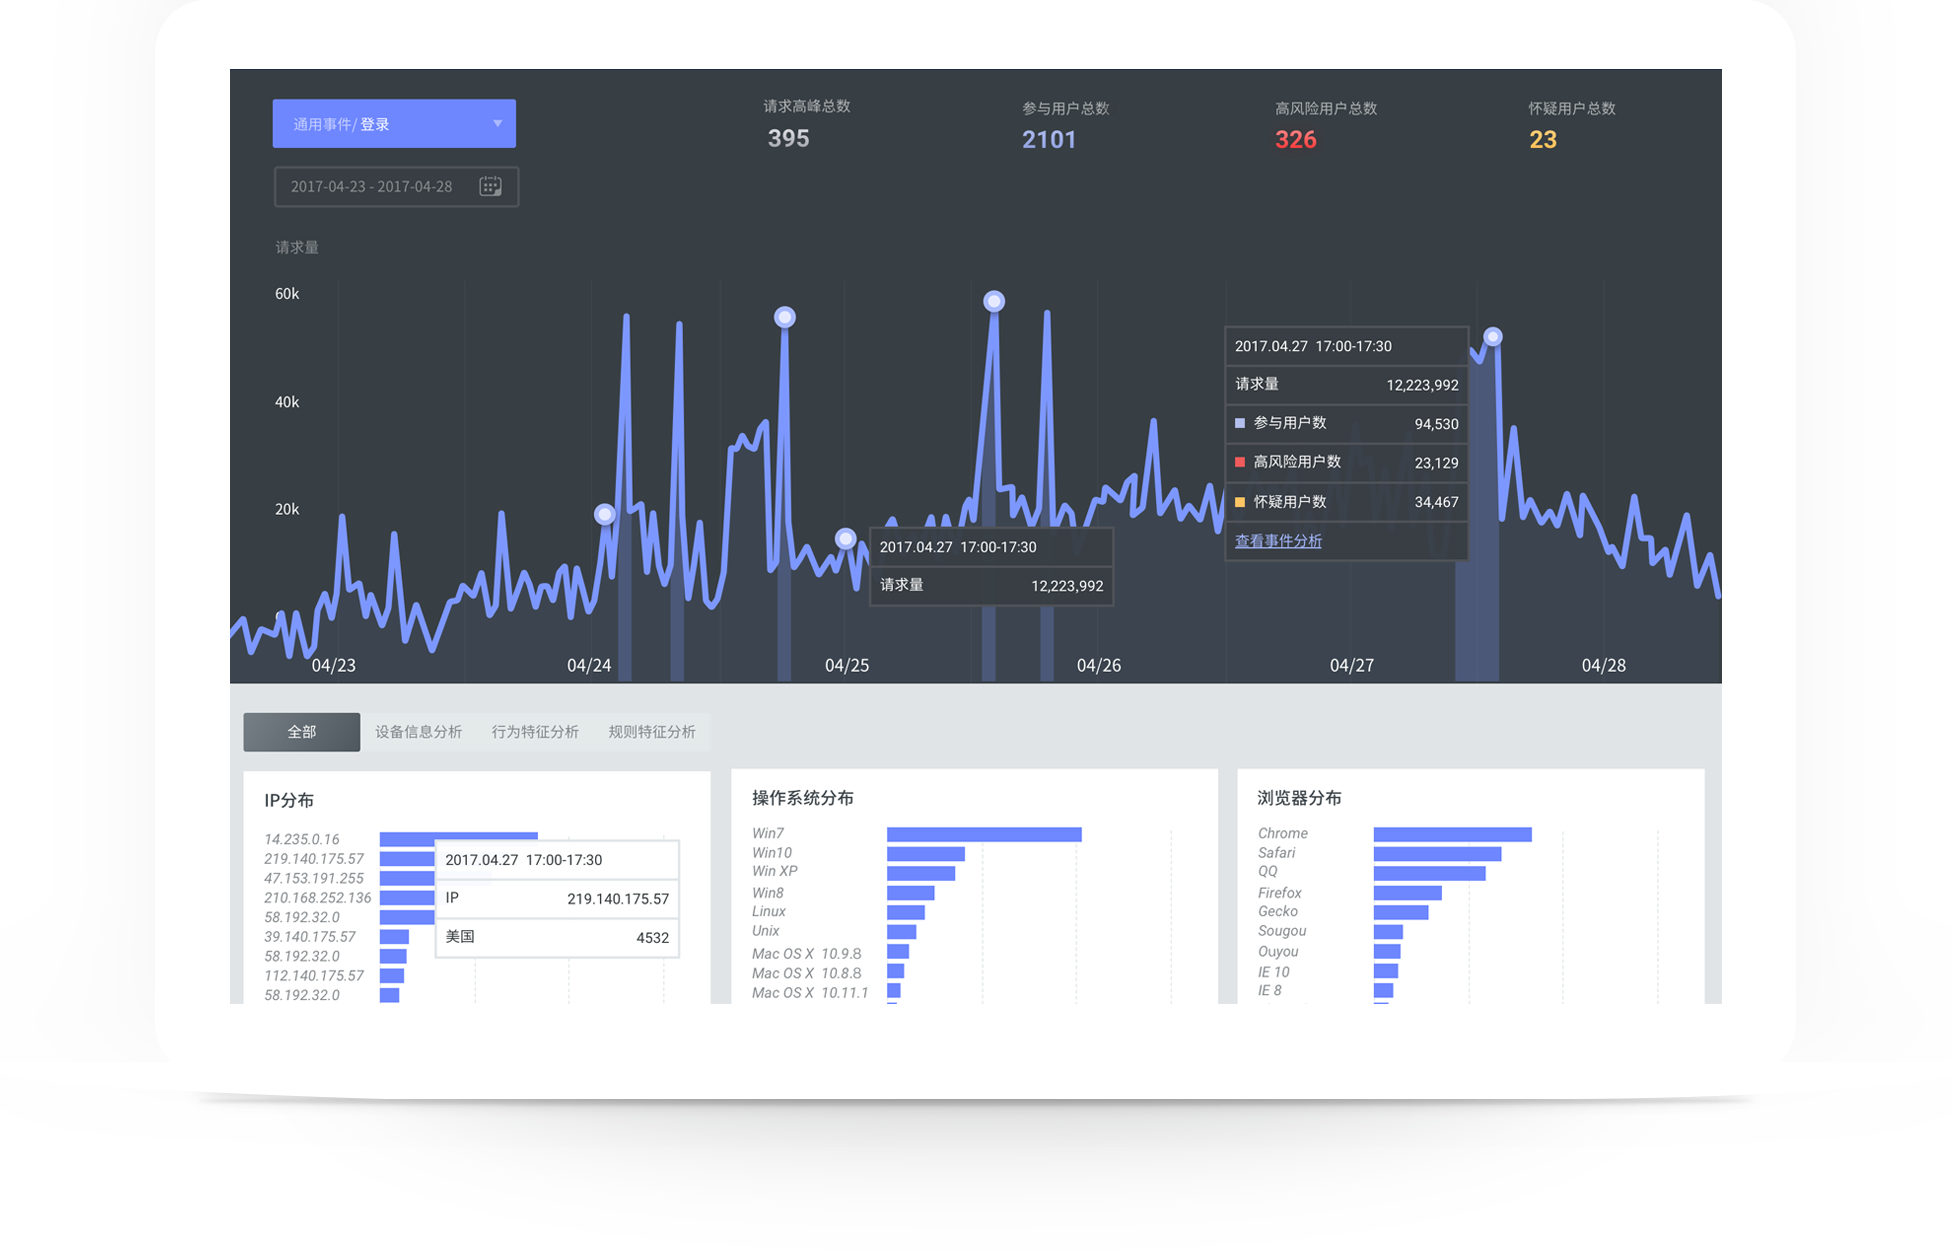 通用事件/登录
请求高峰总数
参与用户总数
高风险用户总数
怀疑用户总数
395
2101
326
23
2017-04-23 - 2017-04-28
请求量
60k
40k
20k
2017.04.27 17:00-17:30
请求量 12,223,992
参与用户数 94,530
高风险用户数 23,129
怀疑用户数 34,467
查看事件分析
2017.04.27 17:00-17:30
请求量 12,223,992
04/23
04/24
04/25
04/26
04/27
04/28
全部
设备信息分析
行为特征分析
规则特征分析
IP分布
14.235.0.16
219.140.175.57
47.153.191.255
210.168.252.136
58.192.32.0
39.140.175.57
58.192.32.0
112.140.175.57
58.192.32.0
2017.04.27 17:00-17:30
IP 219.140.175.57
美国 4532
操作系统分布
Win7
Win10
Win XP
Win8
Linux
Unix
Mac OS X 10.9.8
Mac OS X 10.8.8
Mac OS X 10.11.1
浏览器分布
Chrome
Safari
QQ
Firefox
Gecko
Sougou
Ouyou
IE 10
IE 8